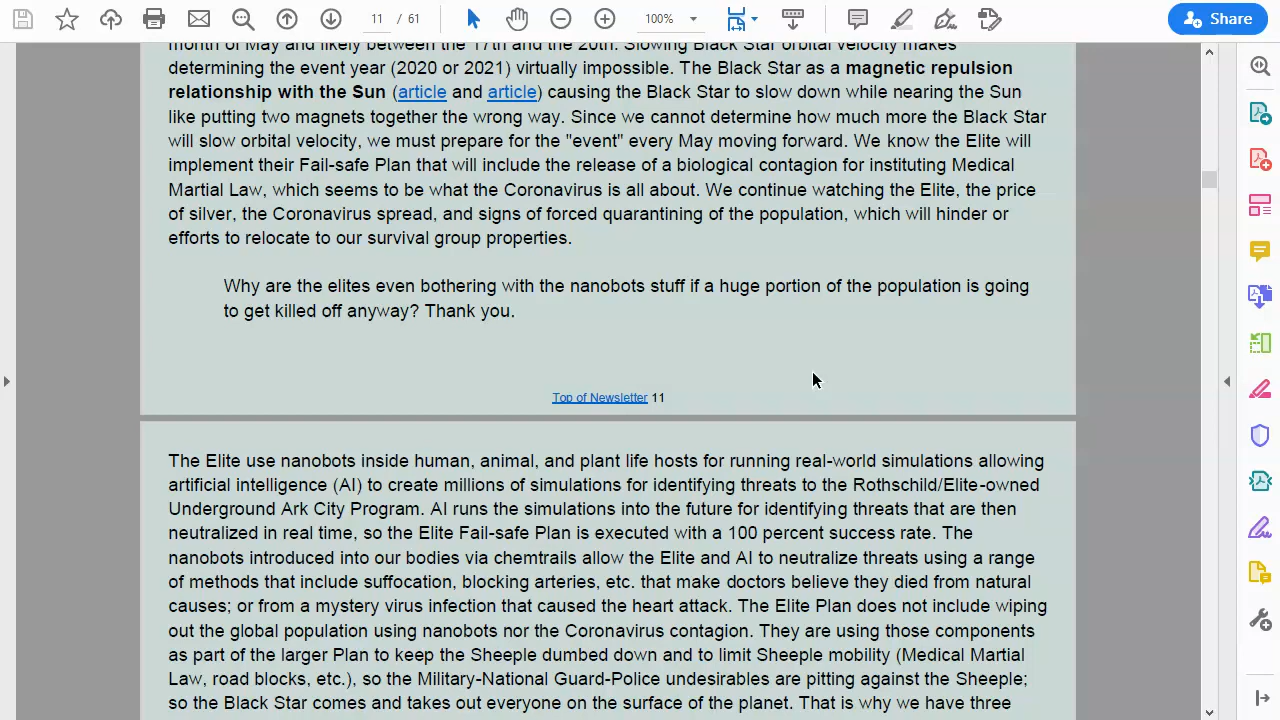 11 / 61
100%
Share
month of May and likely between the 17th and the 20th. Slowing Black Star orbital velocity makes
determining the event year (2020 or 2021) virtually impossible. The Black Star as a magnetic repulsion
relationship with the Sun (article and article) causing the Black Star to slow down while nearing the Sun
like putting two magnets together the wrong way. Since we cannot determine how much more the Black Star
will slow orbital velocity, we must prepare for the "event" every May moving forward. We know the Elite will
implement their Fail-safe Plan that will include the release of a biological contagion for instituting Medical
Martial Law, which seems to be what the Coronavirus is all about. We continue watching the Elite, the price
of silver, the Coronavirus spread, and signs of forced quarantining of the population, which will hinder or
efforts to relocate to our survival group properties.
Why are the elites even bothering with the nanobots stuff if a huge portion of the population is going
to get killed off anyway? Thank you.
Top of Newsletter 11
The Elite use nanobots inside human, animal, and plant life hosts for running real-world simulations allowing
artificial intelligence (AI) to create millions of simulations for identifying threats to the Rothschild/Elite-owned
Underground Ark City Program. AI runs the simulations into the future for identifying threats that are then
neutralized in real time, so the Elite Fail-safe Plan is executed with a 100 percent success rate. The
nanobots introduced into our bodies via chemtrails allow the Elite and AI to neutralize threats using a range
of methods that include suffocation, blocking arteries, etc. that make doctors believe they died from natural
causes; or from a mystery virus infection that caused the heart attack. The Elite Plan does not include wiping
out the global population using nanobots nor the Coronavirus contagion. They are using those components
as part of the larger Plan to keep the Sheeple dumbed down and to limit Sheeple mobility (Medical Martial
Law, road blocks, etc.), so the Military-National Guard-Police undesirables are pitting against the Sheeple;
so the Black Star comes and takes out everyone on the surface of the planet. That is why we have three